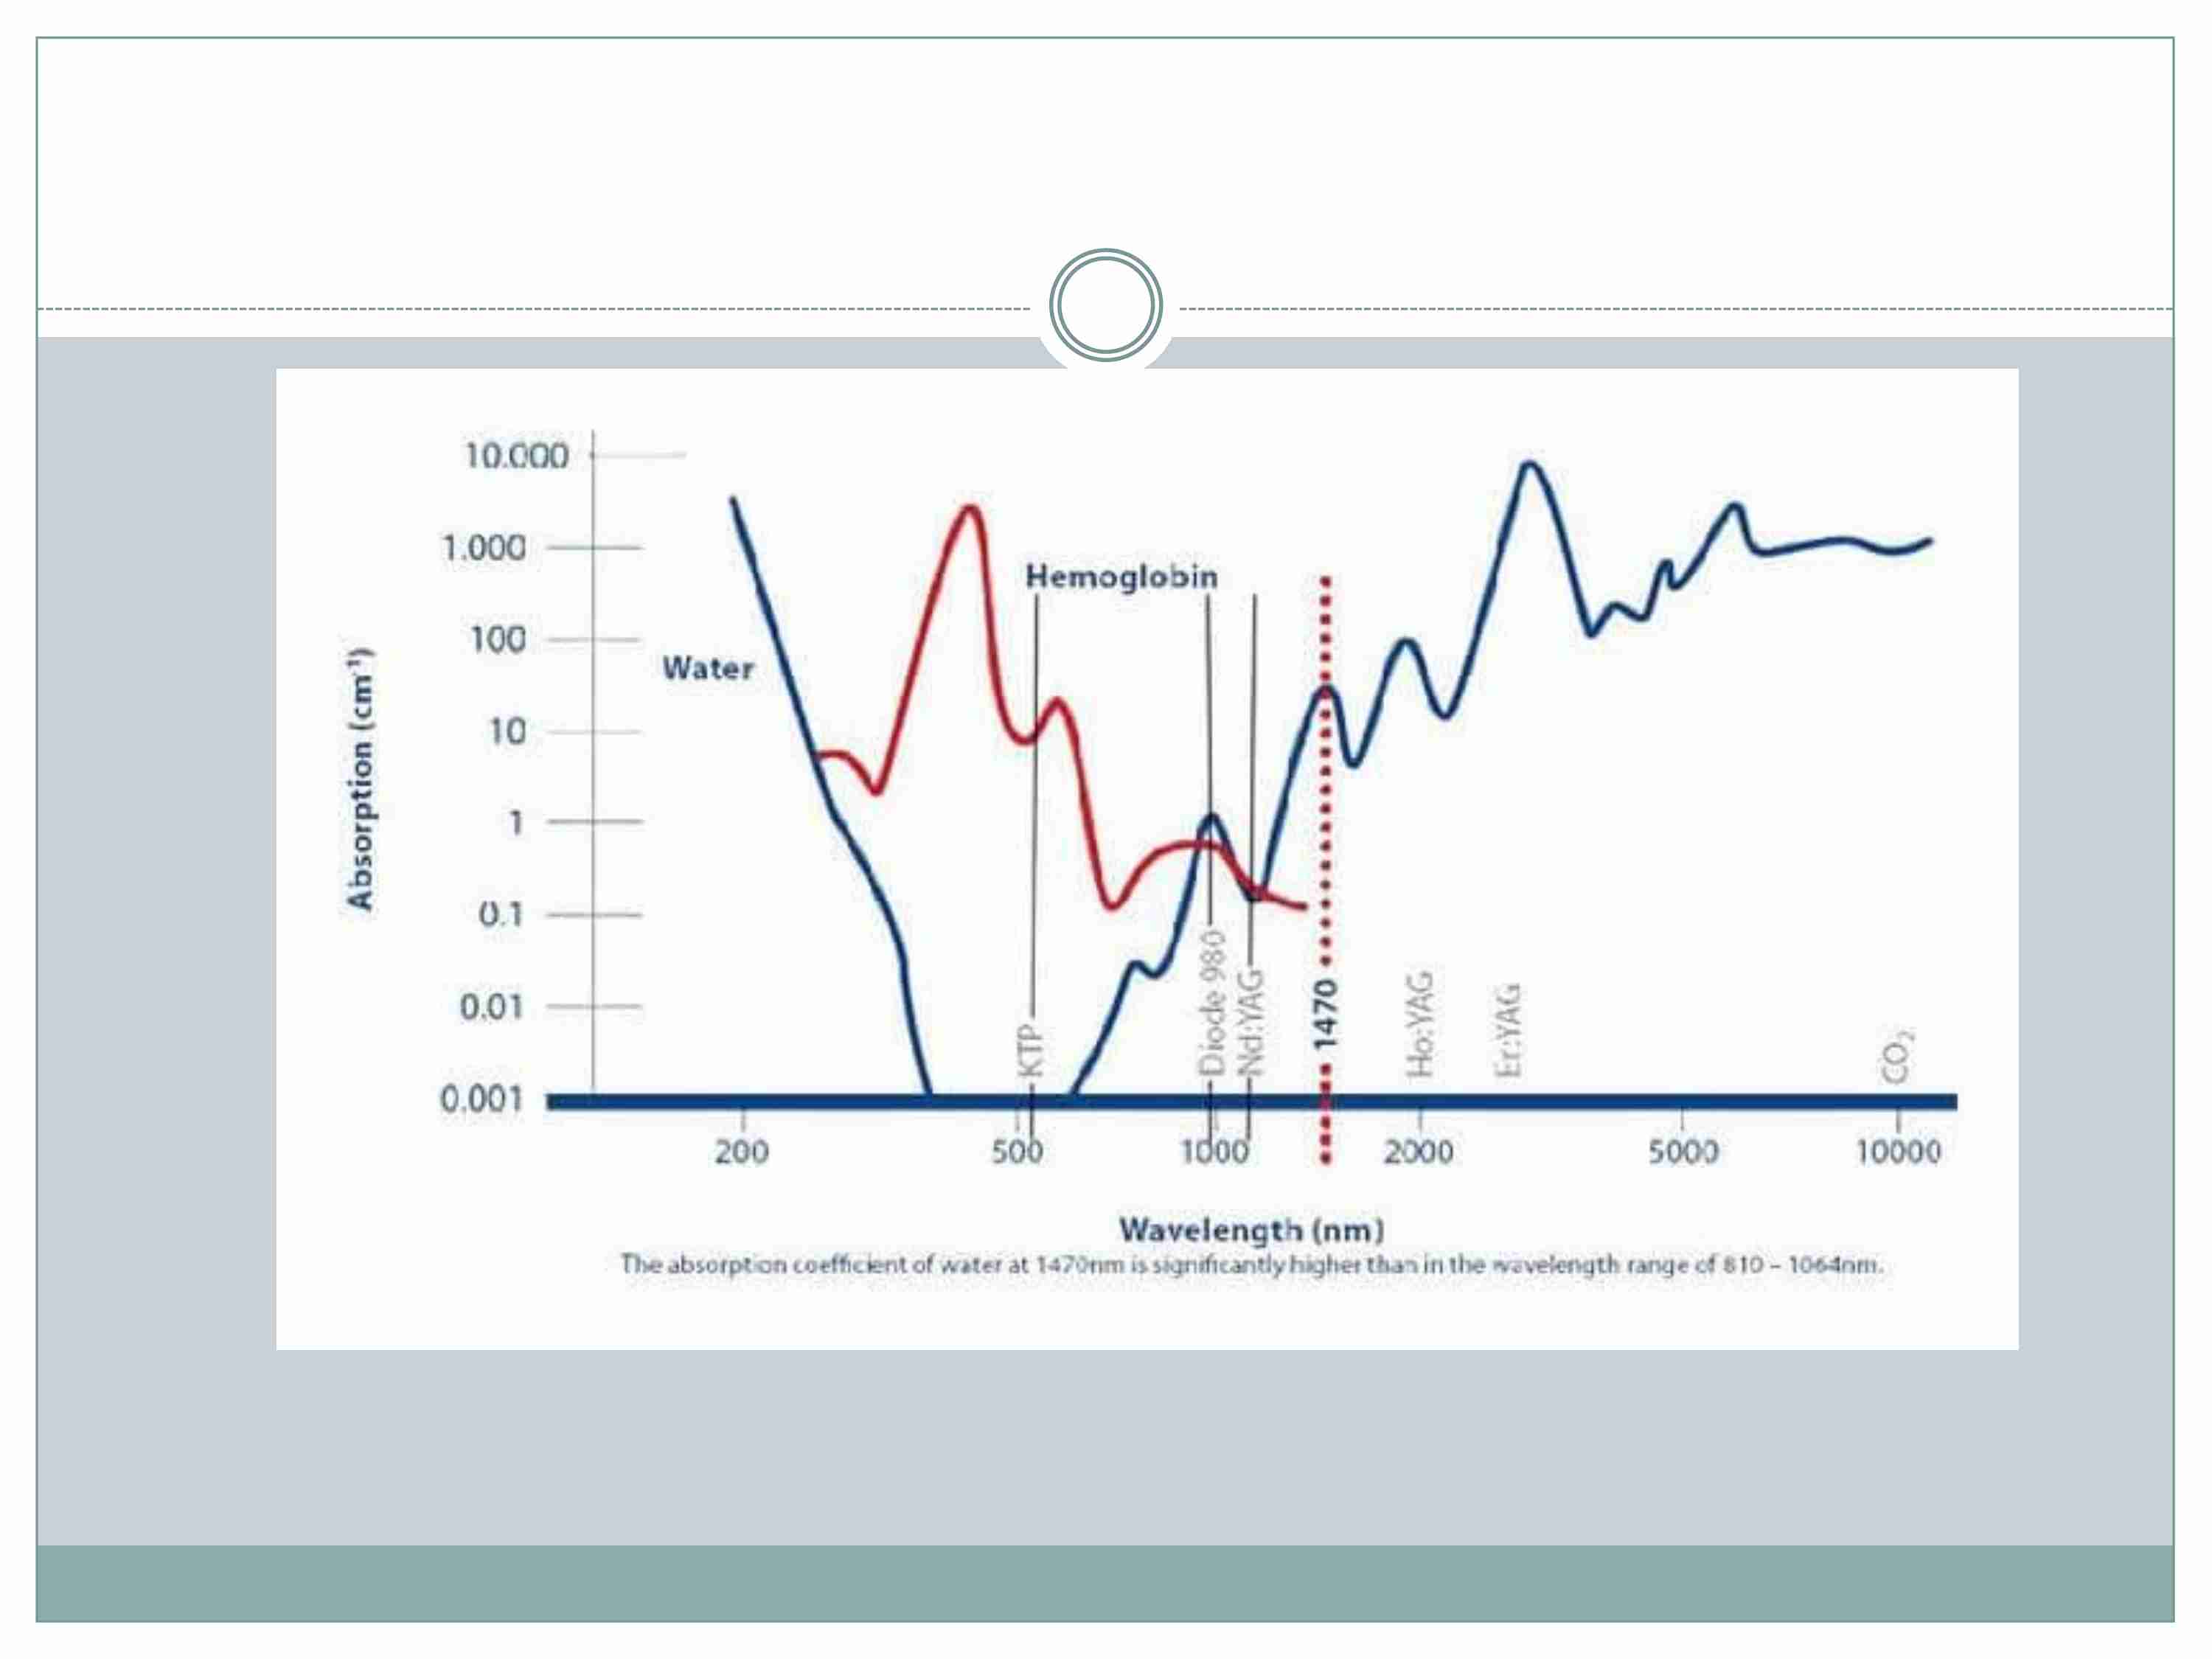 10.000
1.000
100
10
1
0.1
0.01
0.001
Absorption (cm⁻¹)
Water
Hemoglobin
KTP
Diode 980
Nd:YAG
1470
Ho:YAG
Er:YAG
CO₂
200 500 1000 2000 5000 10000
Wavelength (nm)
The absorption coefficient of water at 1470nm is significantly higher than in the wavelength range of 810 – 1064nm.